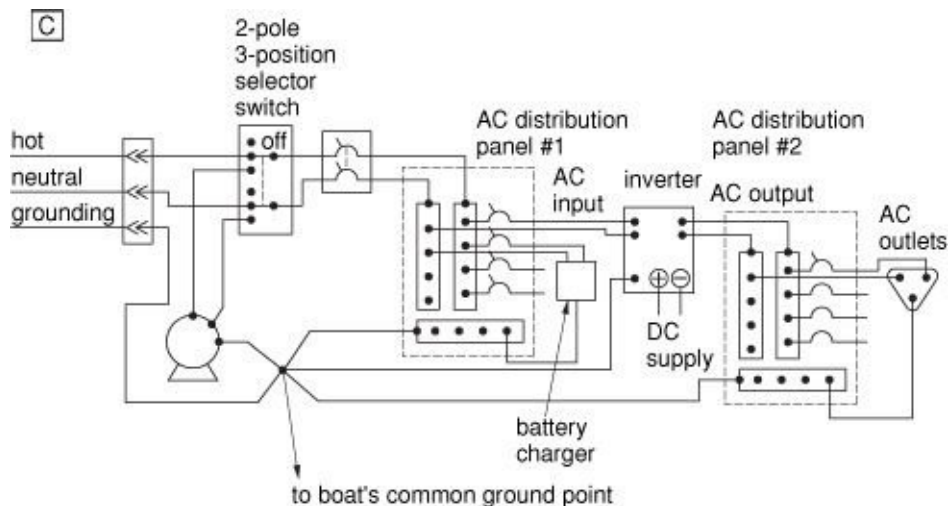 C
2-pole
3-position
selector
switch
off
hot
neutral
grounding
AC distribution
panel #1
AC
input
inverter
AC distribution
panel #2
AC output
AC
outlets
+ −
DC
supply
battery
charger
to boat's common ground point